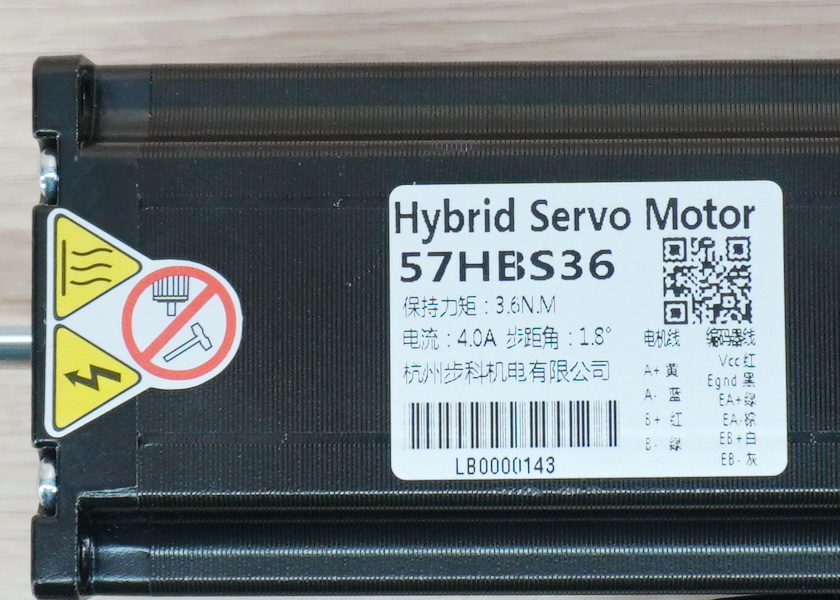 Hybrid Servo Motor
57HBS36
保持力矩：3.6N.M
电流：4.0A 步距角：1.8°
杭州步科机电有限公司
LB0000143
电机线
A+ 黄
A- 蓝
B+ 红
B- 绿
编码器线
Vcc 红
Egnd 黑
EA+绿
EA-棕
EB+白
EB- 灰